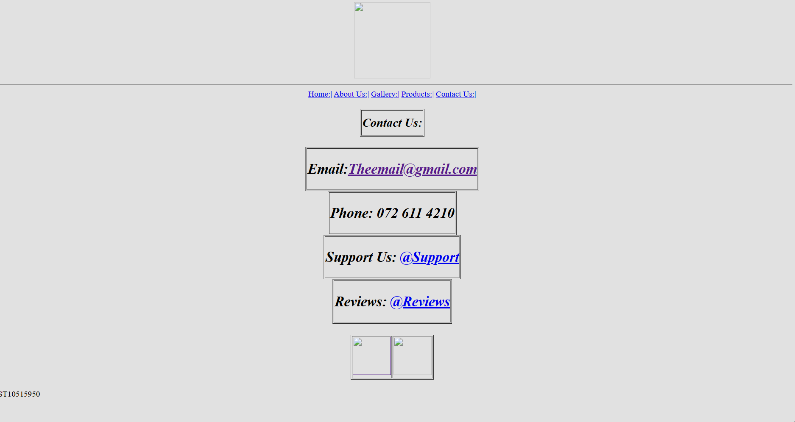 Home:| About Us:| Gallery:| Products:| Contact Us:|
Contact Us:
Email:Theemail@gmail.com
Phone: 072 611 4210
Support Us: @Support
Reviews: @Reviews
ST10515950